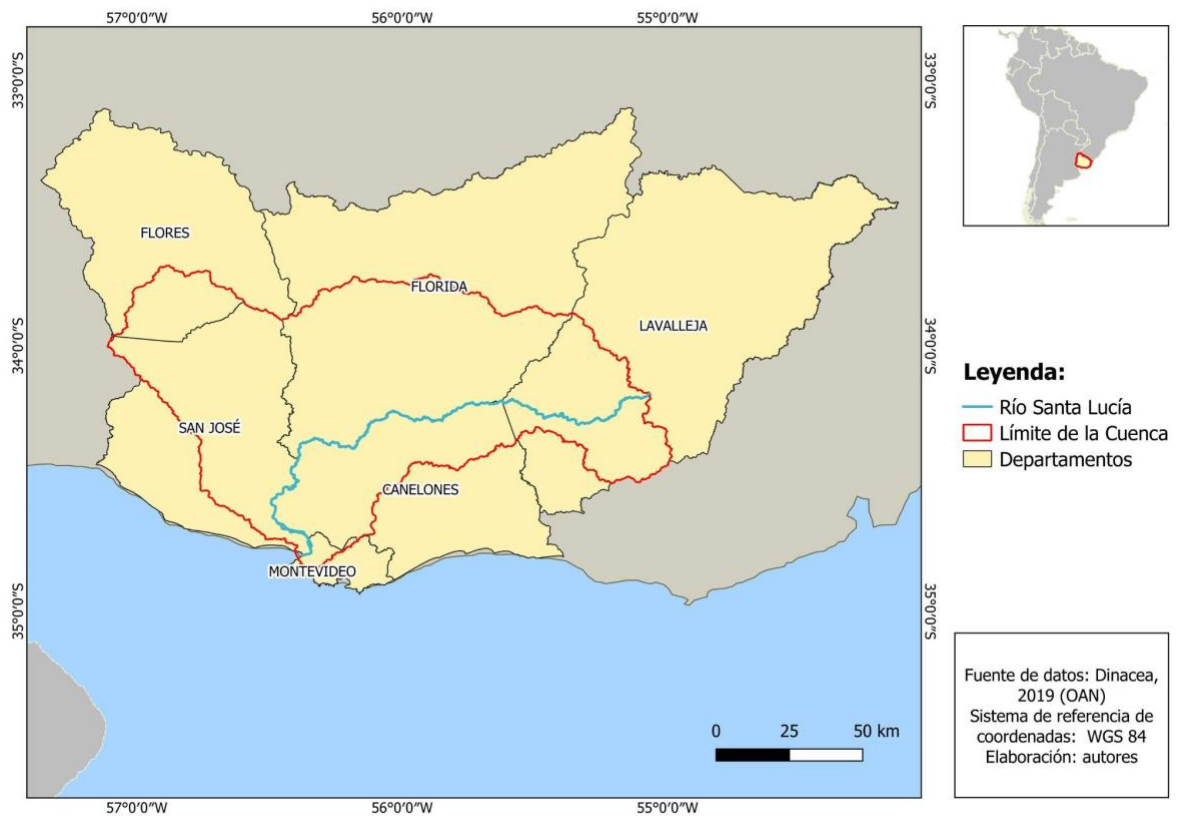 57°0'0"W
56°0'0"W
55°0'0"W
33°0'0"S
33°0'0"S
FLORES
FLORIDA
LAVALLEJA
34°0'0"S
34°0'0"S
SAN JOSÉ
CANELONES
MONTEVIDEO
35°0'0"S
35°0'0"S
0 25 50 km
57°0'0"W
56°0'0"W
55°0'0"W
Leyenda:
Río Santa Lucía
Límite de la Cuenca
Departamentos
Fuente de datos: Dinacea,
2019 (OAN)
Sistema de referencia de
coordenadas: WGS 84
Elaboración: autores